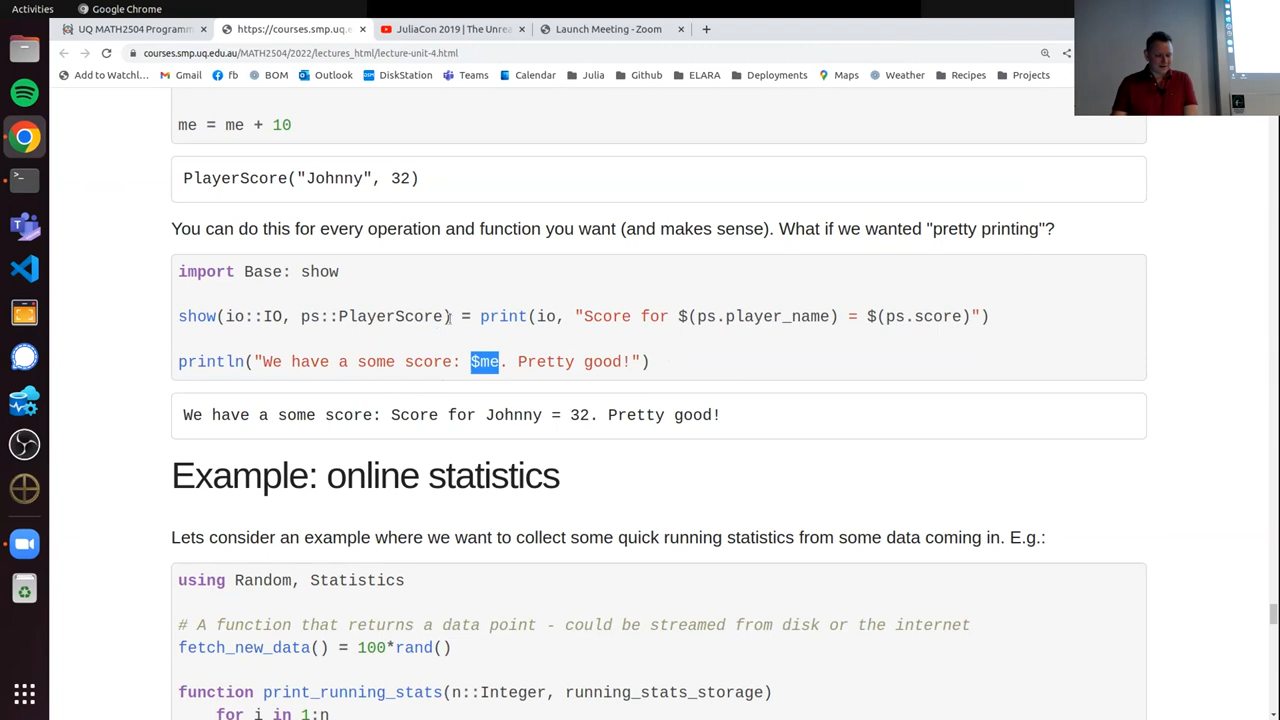 Activities
Google Chrome
UQ MATH2504 Programm
https://courses.smp.uq.e
JuliaCon 2019 | The Unrea
Launch Meeting - Zoom
courses.smp.uq.edu.au/MATH2504/2022/lectures_html/lecture-unit-4.html
Add to Watchl... Gmail fb BOM Outlook DiskStation Teams Calendar Julia Github ELARA Deployments Maps Weather Recipes Projects
me = me + 10
PlayerScore("Johnny", 32)
You can do this for every operation and function you want (and makes sense). What if we wanted "pretty printing"?
import Base: show
show(io::IO, ps::PlayerScore) = print(io, "Score for $(ps.player_name) = $(ps.score)")
println("We have a some score: $me. Pretty good!")
We have a some score: Score for Johnny = 32. Pretty good!
Example: online statistics
Lets consider an example where we want to collect some quick running statistics from some data coming in. E.g.:
using Random, Statistics
# A function that returns a data point - could be streamed from disk or the internet
fetch_new_data() = 100*rand()
function print_running_stats(n::Integer, running_stats_storage)
for i in 1:n